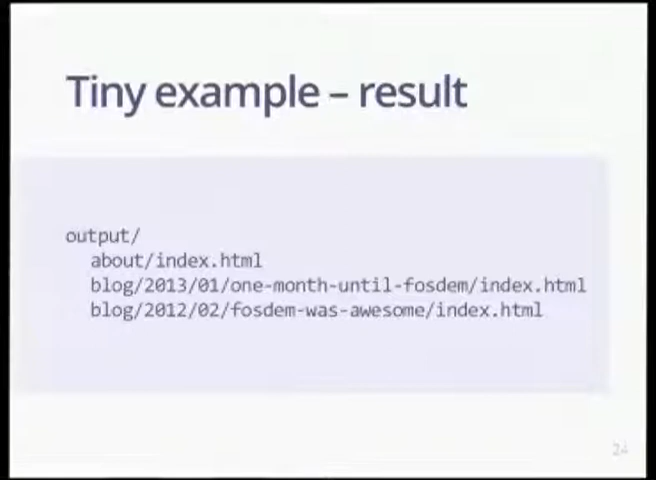 Tiny example – result
output/
about/index.html
blog/2013/01/one-month-until-fosdem/index.html
blog/2012/02/fosdem-was-awesome/index.html
24